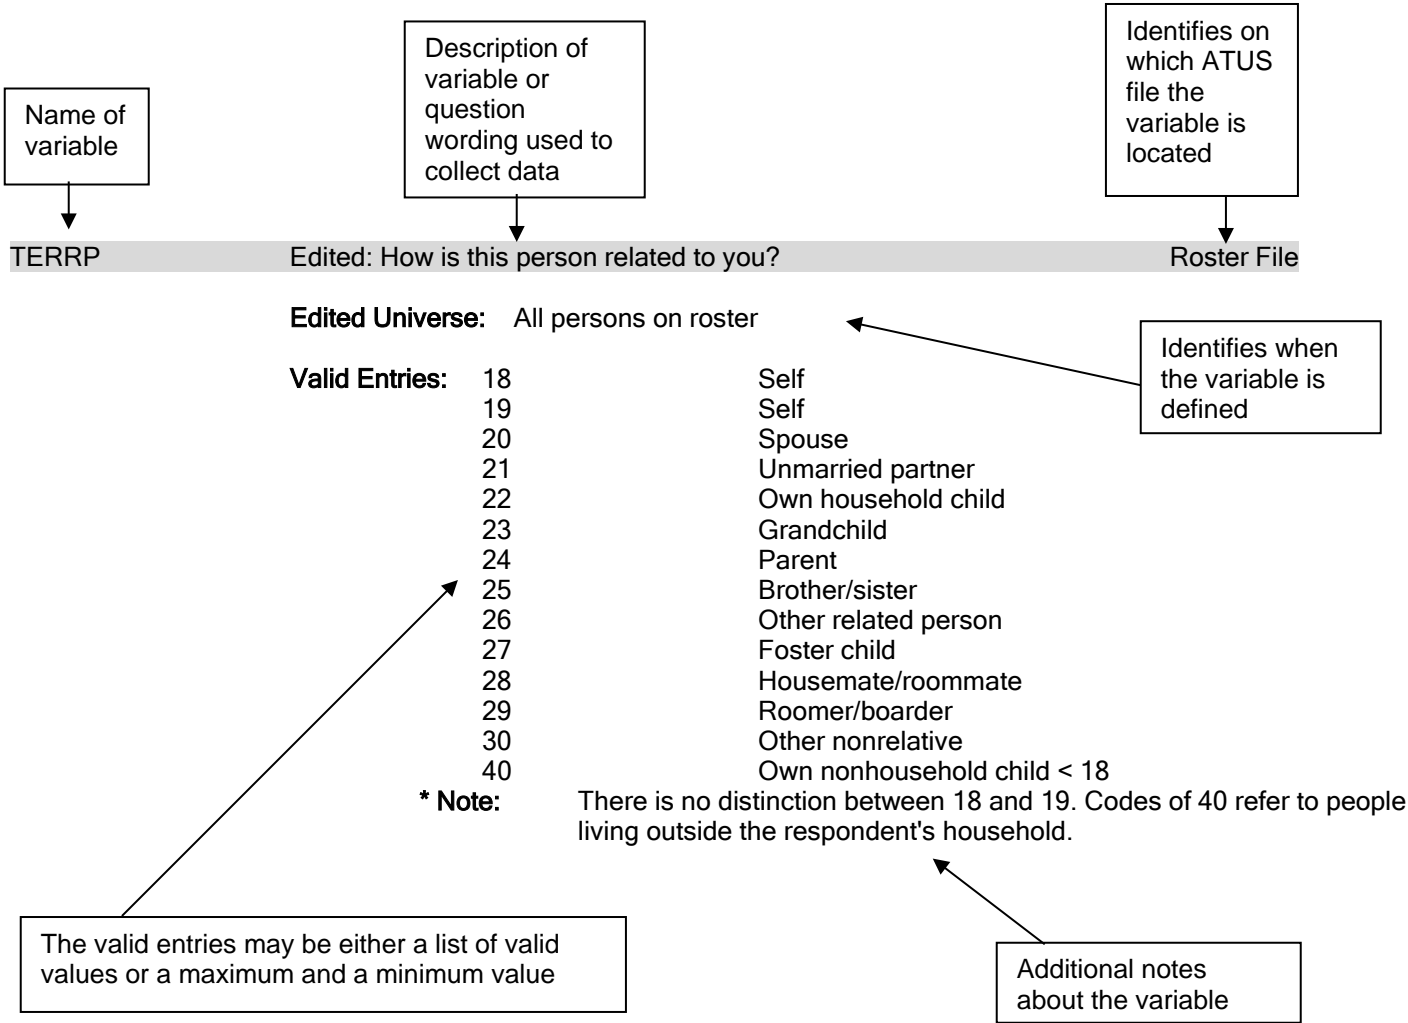 Name of
variable
Description of
variable or
question
wording used to
collect data
Identifies on
which ATUS
file the
variable is
located
TERRP Edited: How is this person related to you? Roster File
Edited Universe: All persons on roster
Identifies when
the variable is
defined
Valid Entries: 18 Self
19 Self
20 Spouse
21 Unmarried partner
22 Own household child
23 Grandchild
24 Parent
25 Brother/sister
26 Other related person
27 Foster child
28 Housemate/roommate
29 Roomer/boarder
30 Other nonrelative
40 Own nonhousehold child < 18
* Note: There is no distinction between 18 and 19. Codes of 40 refer to people
living outside the respondent's household.
The valid entries may be either a list of valid
values or a maximum and a minimum value
Additional notes
about the variable